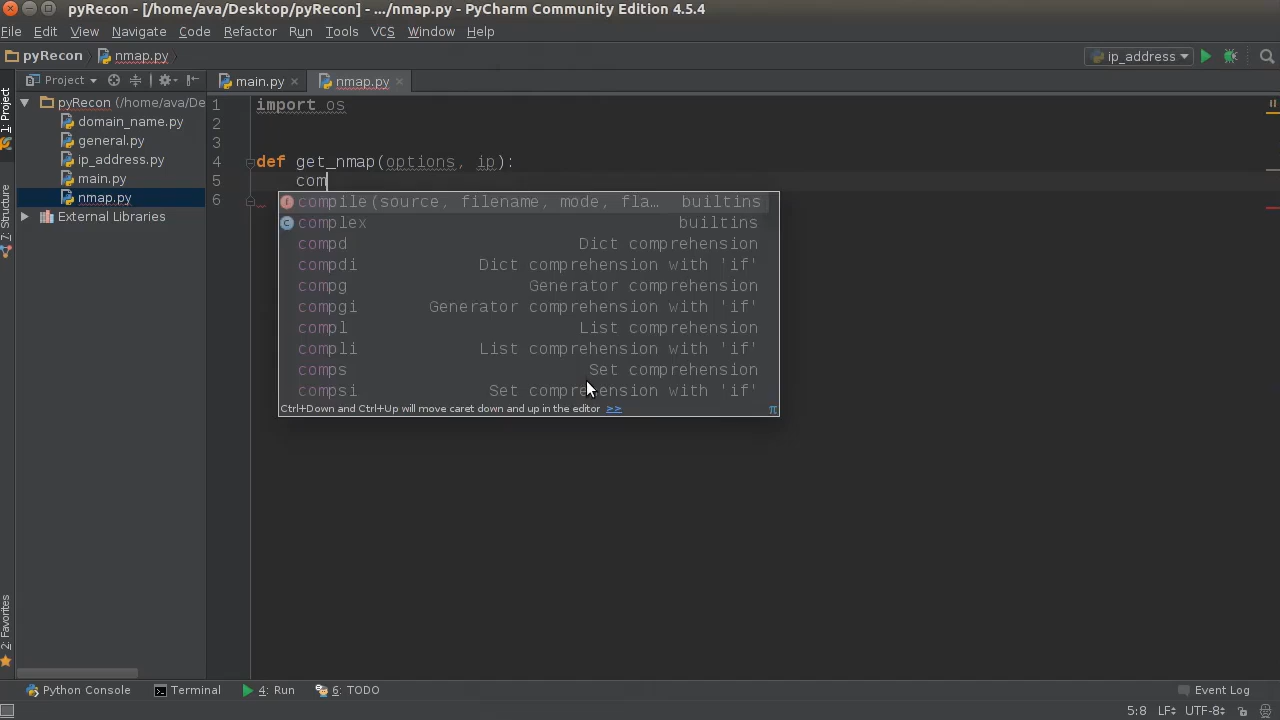 pyRecon - [/home/ava/Desktop/pyRecon] - .../nmap.py - PyCharm Community Edition 4.5.4
File Edit View Navigate Code Refactor Run Tools VCS Window Help
pyRecon nmap.py ip_address
Project main.py nmap.py
1: Project
7: Structure
2: Favorites
pyRecon (/home/ava/De
domain_name.py
general.py
ip_address.py
main.py
nmap.py
External Libraries
1 import os
2
3
4 def get_nmap(options, ip):
5 com
6
compile(source, filename, mode, fla... builtins
complex builtins
compd Dict comprehension
compdi Dict comprehension with 'if'
compg Generator comprehension
compgi Generator comprehension with 'if'
compl List comprehension
compli List comprehension with 'if'
comps Set comprehension
compsi Set comprehension with 'if'
Ctrl+Down and Ctrl+Up will move caret down and up in the editor >> π
Python Console Terminal 4: Run 6: TODO Event Log
5:8 LF UTF-8